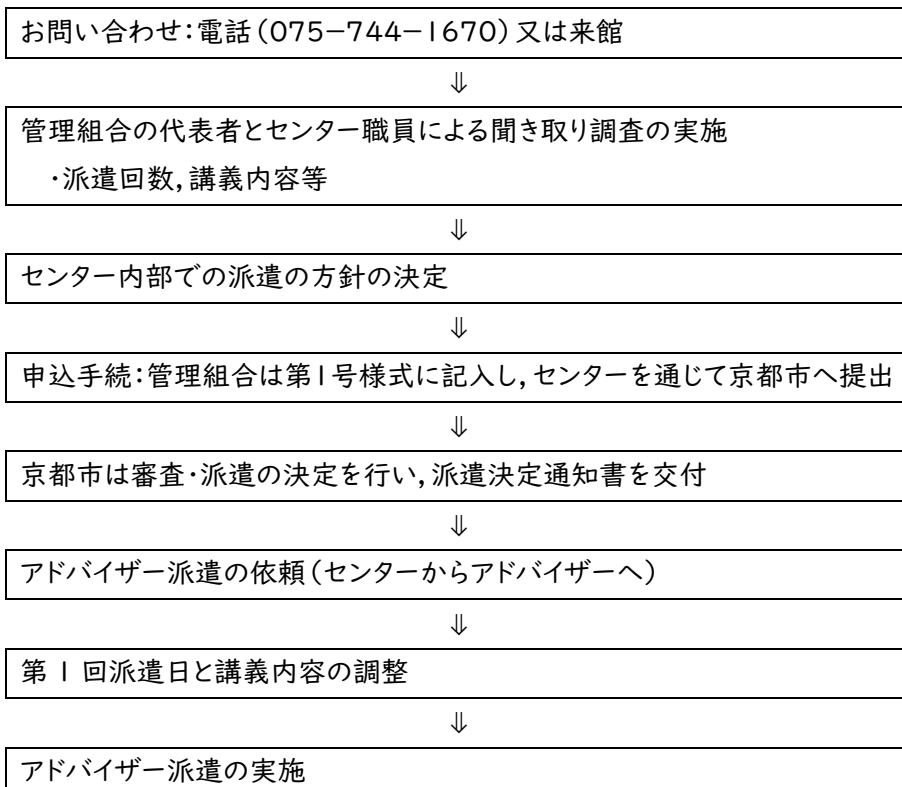 お問い合わせ：電話（075－744－1670）又は来館
⇓
管理組合の代表者とセンター職員による聞き取り調査の実施
・派遣回数，講義内容等
⇓
センター内部での派遣の方針の決定
⇓
申込手続：管理組合は第1号様式に記入し，センターを通じて京都市へ提出
⇓
京都市は審査・派遣の決定を行い，派遣決定通知書を交付
⇓
アドバイザー派遣の依頼（センターからアドバイザーへ）
⇓
第 1 回派遣日と講義内容の調整
⇓
アドバイザー派遣の実施